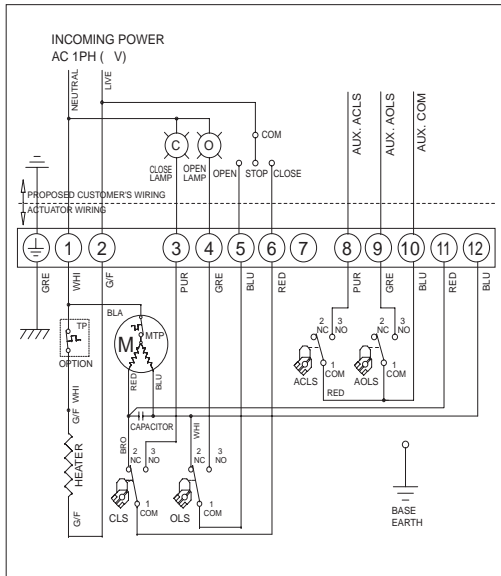 INCOMING POWER
AC 1PH (   V)
NEUTRAL
LIVE
C
O
COM
CLOSE
LAMP
OPEN
LAMP
OPEN
STOP
CLOSE
AUX. ACLS
AUX. AOLS
AUX. COM
PROPOSED CUSTOMER'S WIRING
ACTUATOR WIRING
1
2
3
4
5
6
7
8
9
10
11
12
GRE
WHI
G/F
PUR
GRE
BLU
RED
PUR
GRE
BLU
RED
BLU
BLA
TP
OPTION
M
MTP
RED
BLU
2
NC
3
NO
2
NC
3
NO
1
COM
1
COM
ACLS
AOLS
RED
WHI
G/F
HEATER
G/F
CAPACITOR
BRO
WHI
2
NC
3
NO
2
NC
3
NO
1
COM
1
COM
CLS
OLS
BASE
EARTH